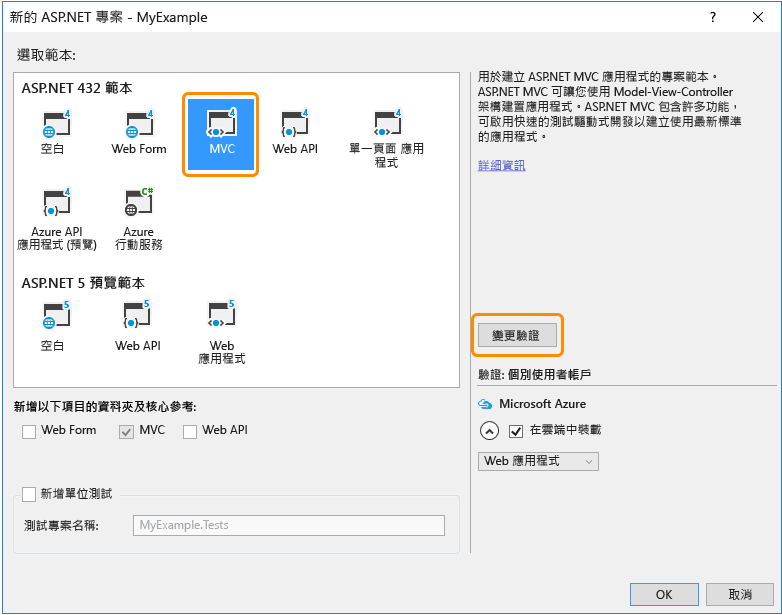 新的 ASP.NET 專案 - MyExample
?
選取範本:
ASP.NET 432 範本
4
空白
4
Web Form
4
MVC
4
Web API
4
單一頁面 應用
程式
4
Azure API
應用程式 (預覽)
C#
Azure
行動服務
ASP.NET 5 預覽範本
5
空白
5
Web API
5
Web
應用程式
新增以下項目的資料夾及核心參考:
Web Form
MVC
Web API
新增單位測試
測試專案名稱:
MyExample.Tests
用於建立 ASP.NET MVC 應用程式的專案範本。
ASP.NET MVC 可讓您使用 Model-View-Controller
架構建置應用程式。ASP.NET MVC 包含許多功能，
可啟用快速的測試驅動式開發以建立使用最新標準
的應用程式。
詳細資訊
變更驗證
驗證: 個別使用者帳戶
Microsoft Azure
在雲端中裝載
Web 應用程式
OK
取消